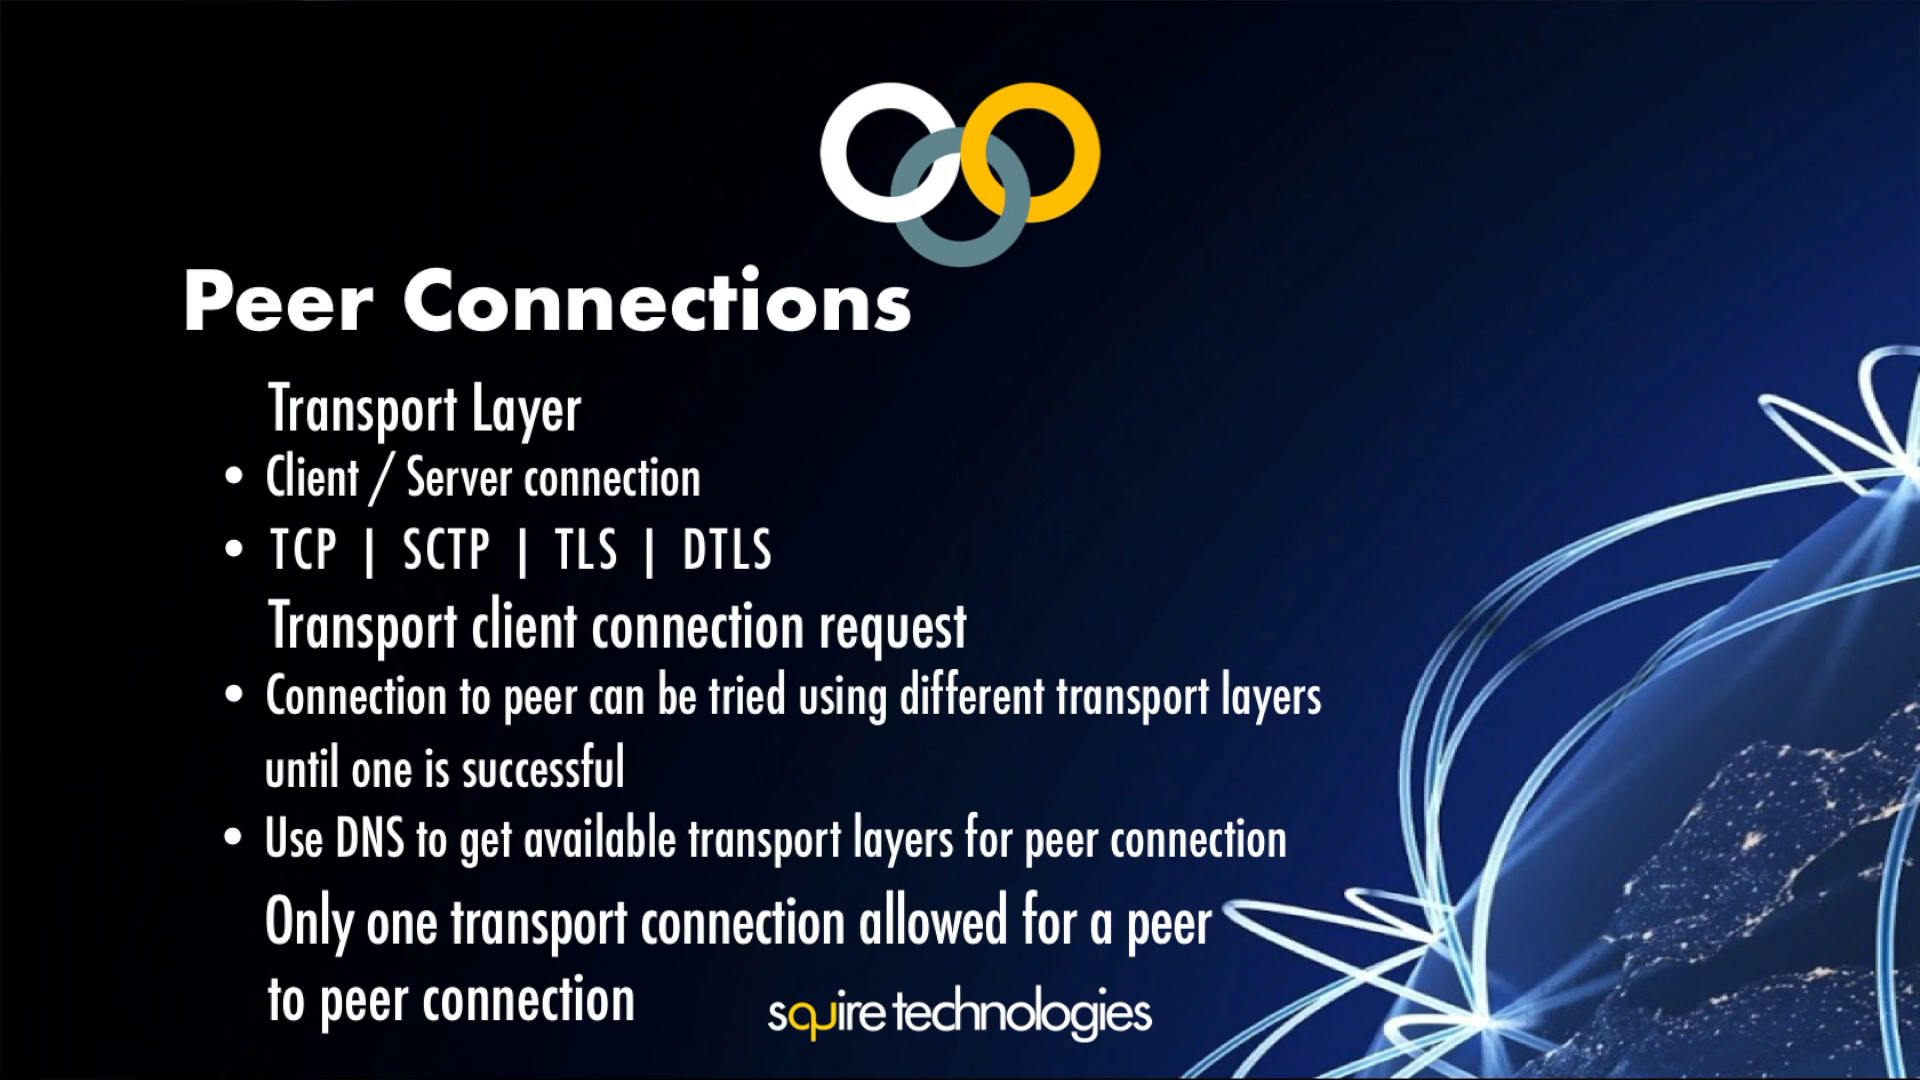 Peer Connections
Transport Layer
• Client / Server connection
• TCP | SCTP | TLS | DTLS
Transport client connection request
• Connection to peer can be tried using different transport layers
until one is successful
• Use DNS to get available transport layers for peer connection
Only one transport connection allowed for a peer
to peer connection
squire technologies